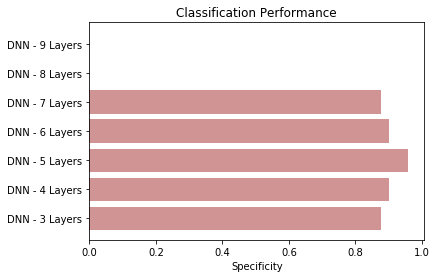 Classification Performance
DNN - 9 Layers
DNN - 8 Layers
DNN - 7 Layers
DNN - 6 Layers
DNN - 5 Layers
DNN - 4 Layers
DNN - 3 Layers
0.0 0.2 0.4 0.6 0.8 1.0
Specificity